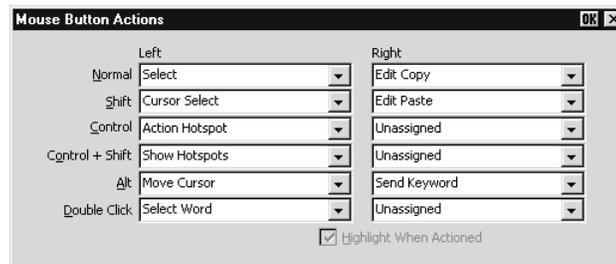 Mouse Button Actions OK
Left Right
Normal Select Edit Copy
Shift Cursor Select Edit Paste
Control Action Hotspot Unassigned
Control + Shift Show Hotspots Unassigned
Alt Move Cursor Send Keyword
Double Click Select Word Unassigned
Highlight When Actioned